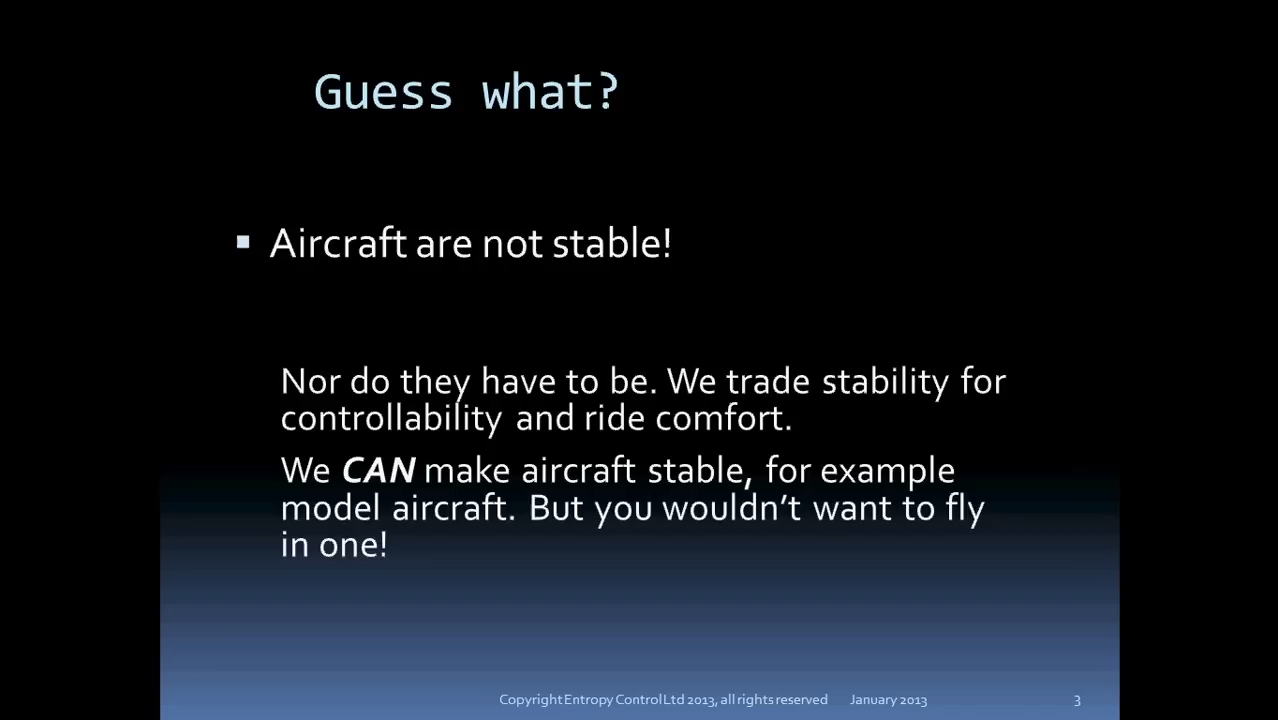 Guess what?
Aircraft are not stable!
Nor do they have to be. We trade stability for
controllability and ride comfort.
We CAN make aircraft stable, for example
model aircraft. But you wouldn’t want to fly
in one!
Copyright Entropy Control Ltd 2013, all rights reserved January 2013 3